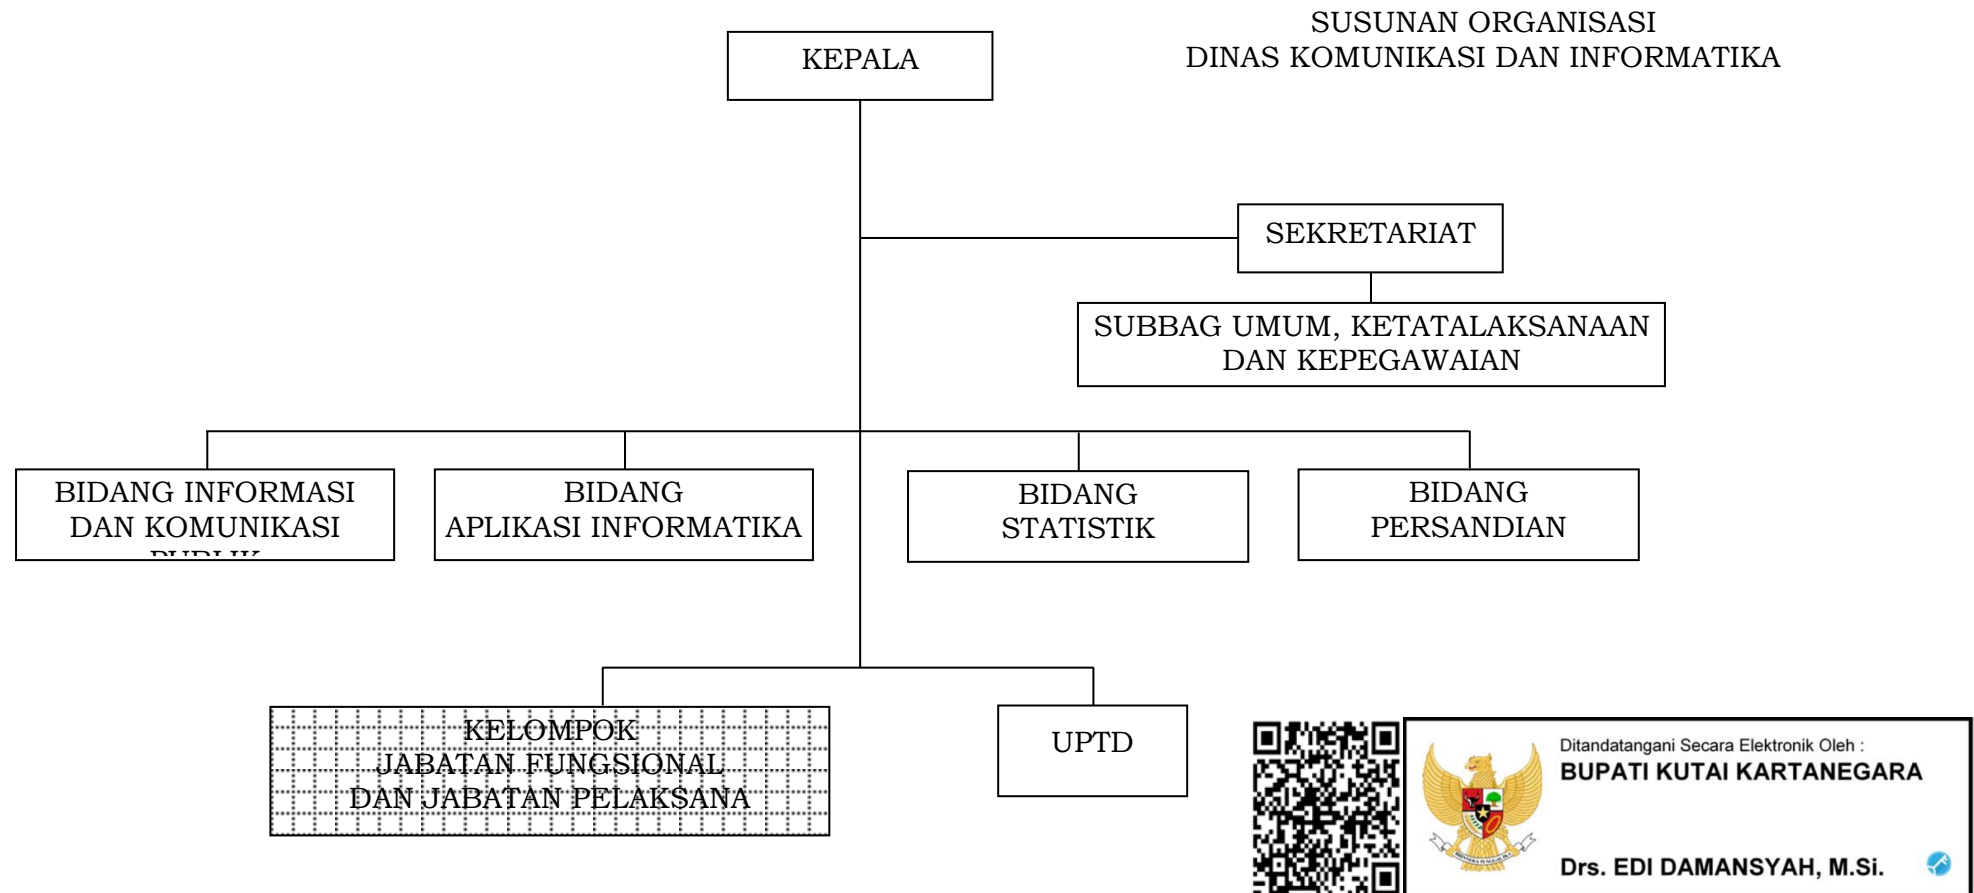 SUSUNAN ORGANISASI
DINAS KOMUNIKASI DAN INFORMATIKA
KEPALA
SEKRETARIAT
SUBBAG UMUM, KETATALAKSANAAN
DAN KEPEGAWAIAN
BIDANG INFORMASI
DAN KOMUNIKASI
PUBLIK
BIDANG
APLIKASI INFORMATIKA
BIDANG
STATISTIK
BIDANG
PERSANDIAN
KELOMPOK
JABATAN FUNGSIONAL
DAN JABATAN PELAKSANA
UPTD
Ditandatangani Secara Elektronik Oleh :
BUPATI KUTAI KARTANEGARA
Drs. EDI DAMANSYAH, M.Si.